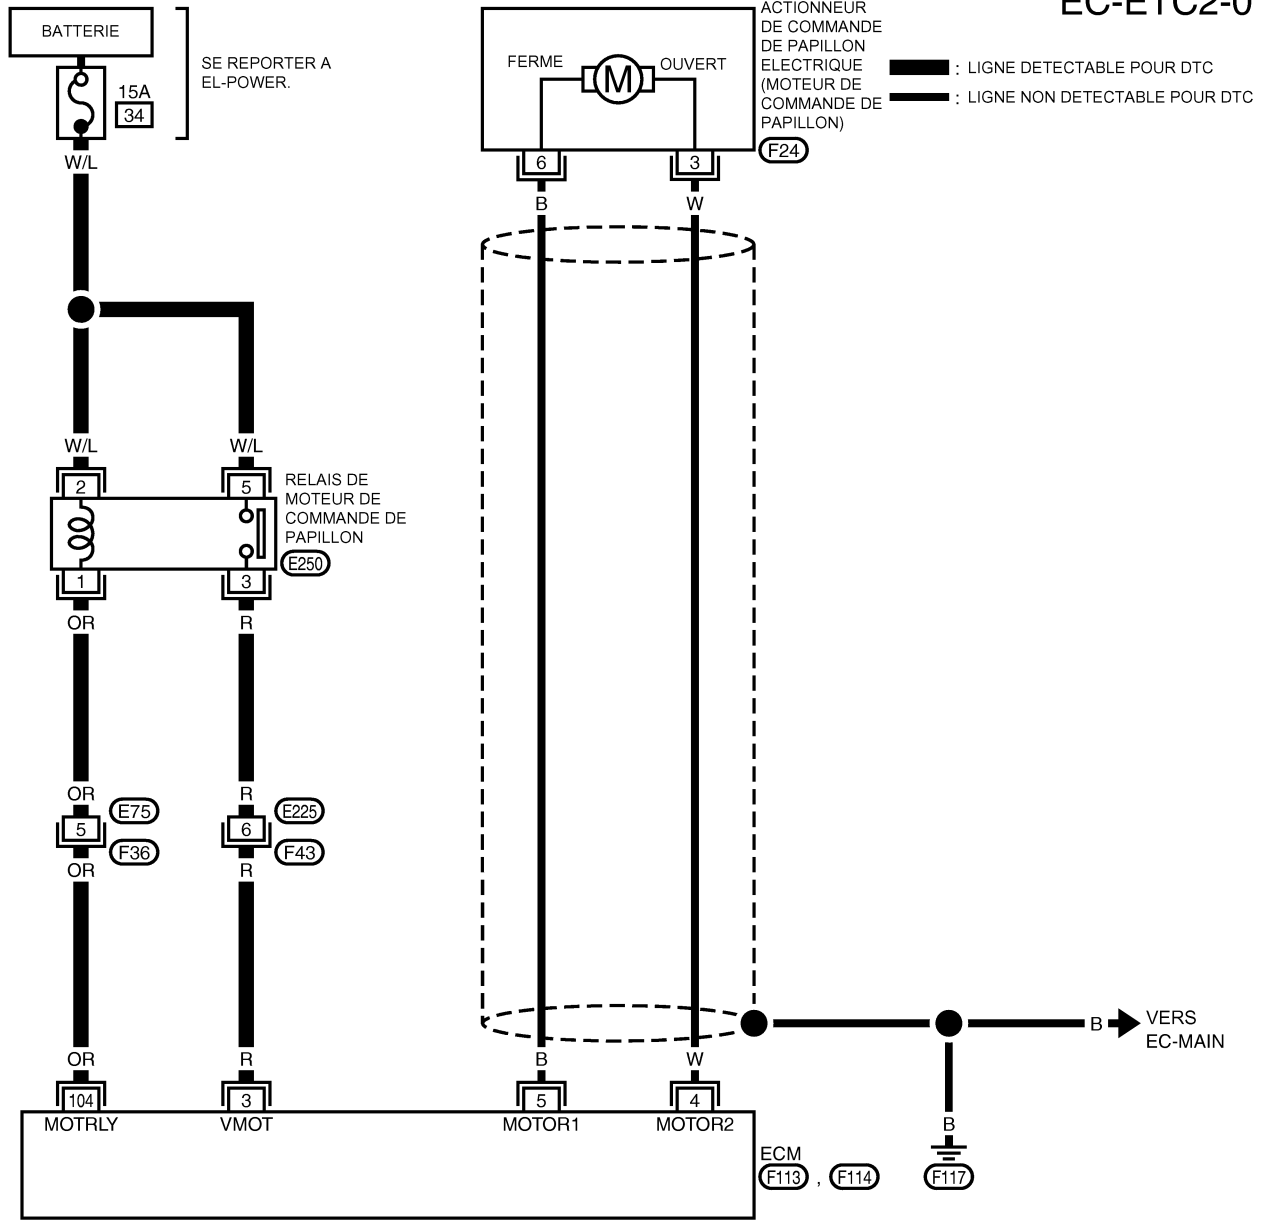 EC-ETC2-0
BATTERIE
SE REPORTER A
EL-POWER.
15A
34
W/L
ACTIONNEUR
DE COMMANDE
DE PAPILLON
ELECTRIQUE
(MOTEUR DE
COMMANDE DE
PAPILLON)
F24
FERME
M
OUVERT
: LIGNE DETECTABLE POUR DTC
: LIGNE NON DETECTABLE POUR DTC
6
3
B
W
W/L
W/L
2
5
RELAIS DE
MOTEUR DE
COMMANDE DE
PAPILLON
E250
1
3
OR
R
OR
R
E75
E225
5
6
F36
F43
OR
R
B
VERS
EC-MAIN
OR
R
B
W
104
3
5
4
MOTRLY
VMOT
MOTOR1
MOTOR2
B
ECM
F113 , F114
F117